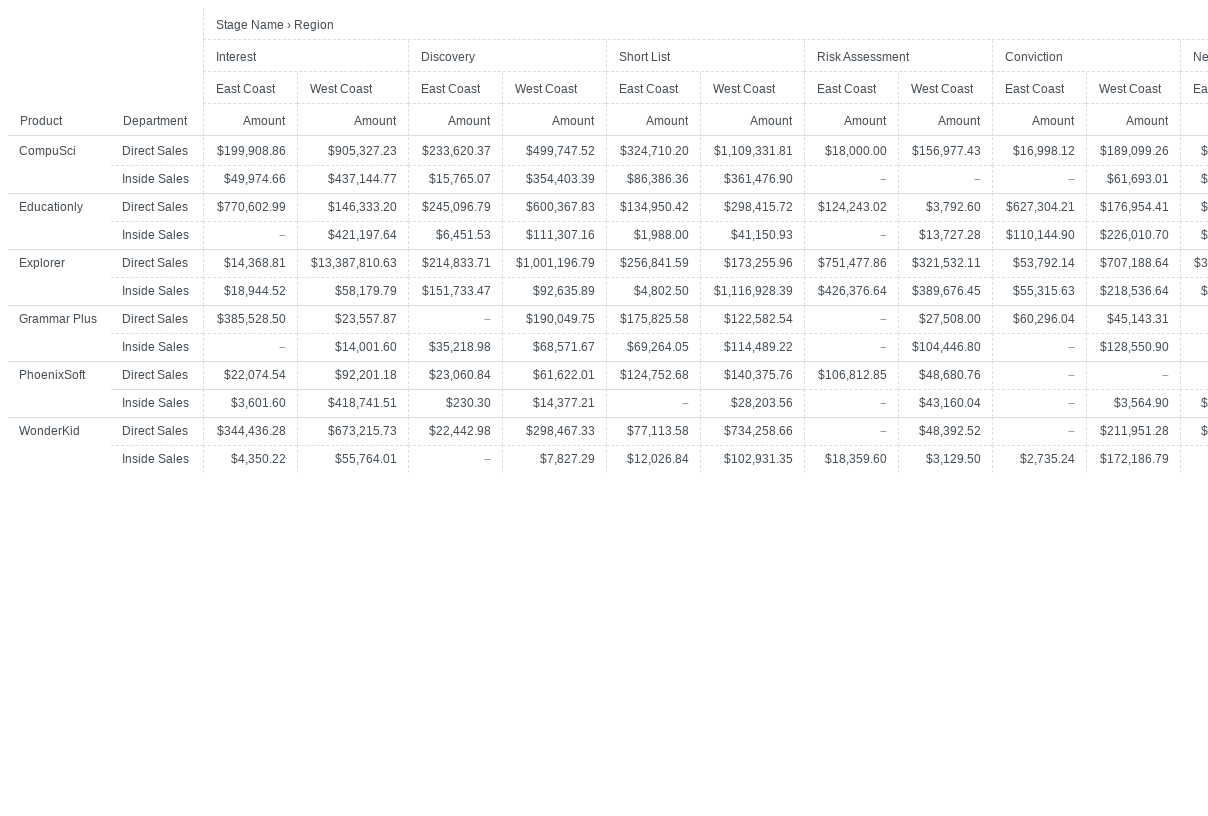 Stage Name › Region
Interest Discovery Short List Risk Assessment Conviction Ne
East Coast West Coast East Coast West Coast East Coast West Coast East Coast West Coast East Coast West Coast Ea
Product Department Amount Amount Amount Amount Amount Amount Amount Amount Amount Amount
CompuSci Direct Sales $199,908.86 $905,327.23 $233,620.37 $499,747.52 $324,710.20 $1,109,331.81 $18,000.00 $156,977.43 $16,998.12 $189,099.26 $
Inside Sales $49,974.66 $437,144.77 $15,765.07 $354,403.39 $86,386.36 $361,476.90 – – – $61,693.01 $
Educationly Direct Sales $770,602.99 $146,333.20 $245,096.79 $600,367.83 $134,950.42 $298,415.72 $124,243.02 $3,792.60 $627,304.21 $176,954.41 $
Inside Sales – $421,197.64 $6,451.53 $111,307.16 $1,988.00 $41,150.93 – $13,727.28 $110,144.90 $226,010.70 $
Explorer Direct Sales $14,368.81 $13,387,810.63 $214,833.71 $1,001,196.79 $256,841.59 $173,255.96 $751,477.86 $321,532.11 $53,792.14 $707,188.64 $3
Inside Sales $18,944.52 $58,179.79 $151,733.47 $92,635.89 $4,802.50 $1,116,928.39 $426,376.64 $389,676.45 $55,315.63 $218,536.64 $
Grammar Plus Direct Sales $385,528.50 $23,557.87 – $190,049.75 $175,825.58 $122,582.54 – $27,508.00 $60,296.04 $45,143.31
Inside Sales – $14,001.60 $35,218.98 $68,571.67 $69,264.05 $114,489.22 – $104,446.80 – $128,550.90
PhoenixSoft Direct Sales $22,074.54 $92,201.18 $23,060.84 $61,622.01 $124,752.68 $140,375.76 $106,812.85 $48,680.76 – –
Inside Sales $3,601.60 $418,741.51 $230.30 $14,377.21 – $28,203.56 – $43,160.04 – $3,564.90 $
WonderKid Direct Sales $344,436.28 $673,215.73 $22,442.98 $298,467.33 $77,113.58 $734,258.66 – $48,392.52 – $211,951.28 $
Inside Sales $4,350.22 $55,764.01 – $7,827.29 $12,026.84 $102,931.35 $18,359.60 $3,129.50 $2,735.24 $172,186.79